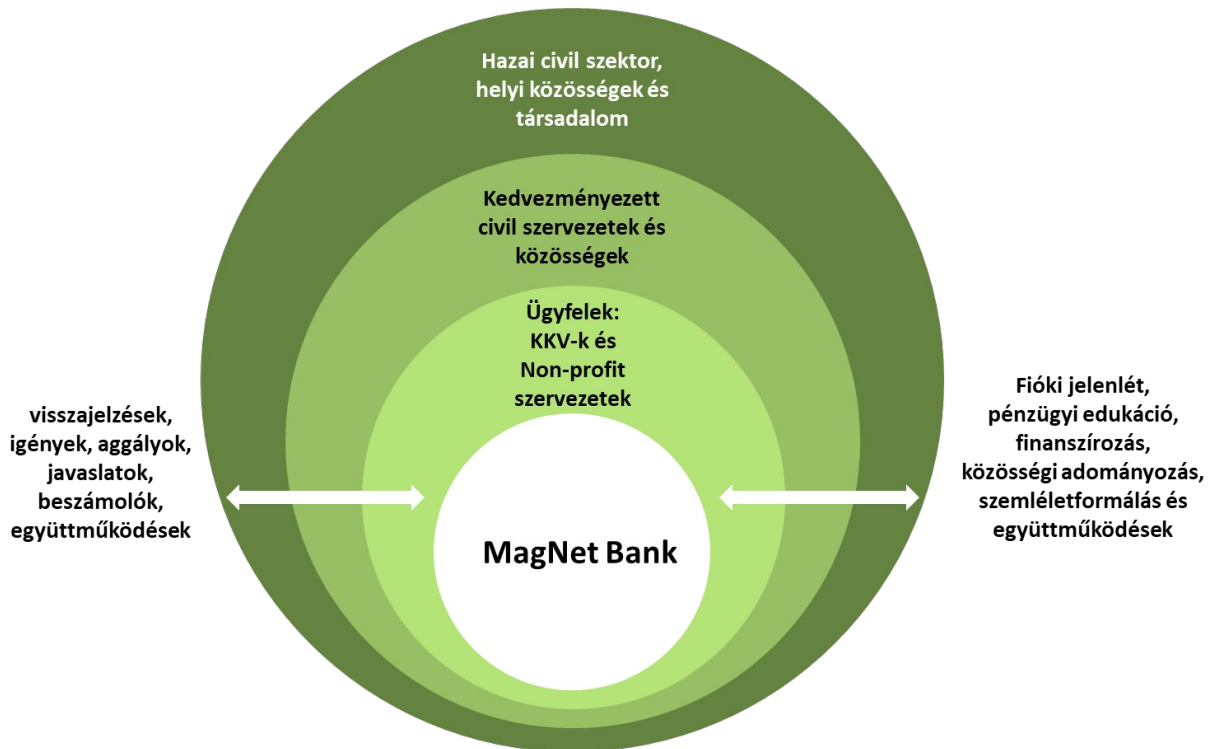 Hazai civil szektor,
helyi közösségek és
társadalom
Kedvezményezett
civil szervezetek és
közösségek
Ügyfelek:
KKV-k és
Non-profit
szervezetek
MagNet Bank
visszajelzések,
igények, aggályok,
javaslatok,
beszámolók,
együttműködések
Fióki jelenlét,
pénzügyi edukáció,
finanszírozás,
közösségi adományozás,
szemléletformálás és
együttműködések